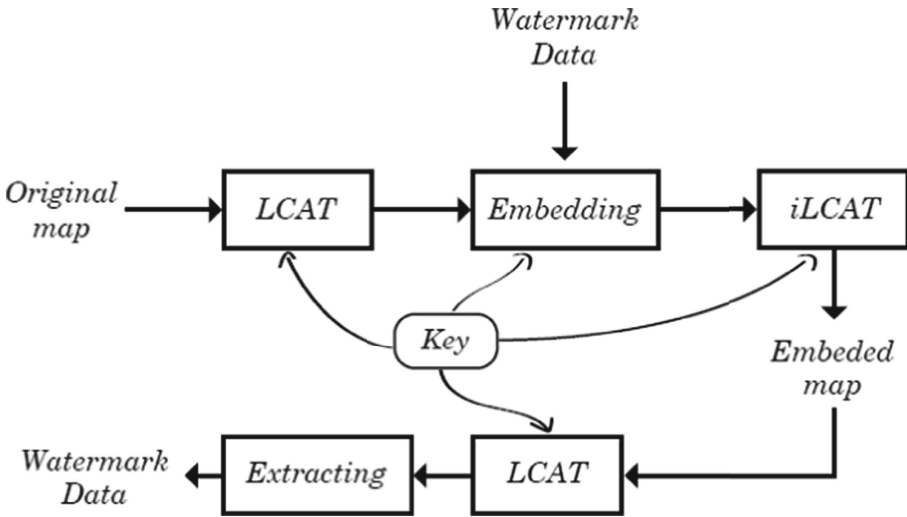 Watermark
Data
Original
map
LCAT
Embedding
iLCAT
Key
Embeded
map
Watermark
Data
Extracting
LCAT